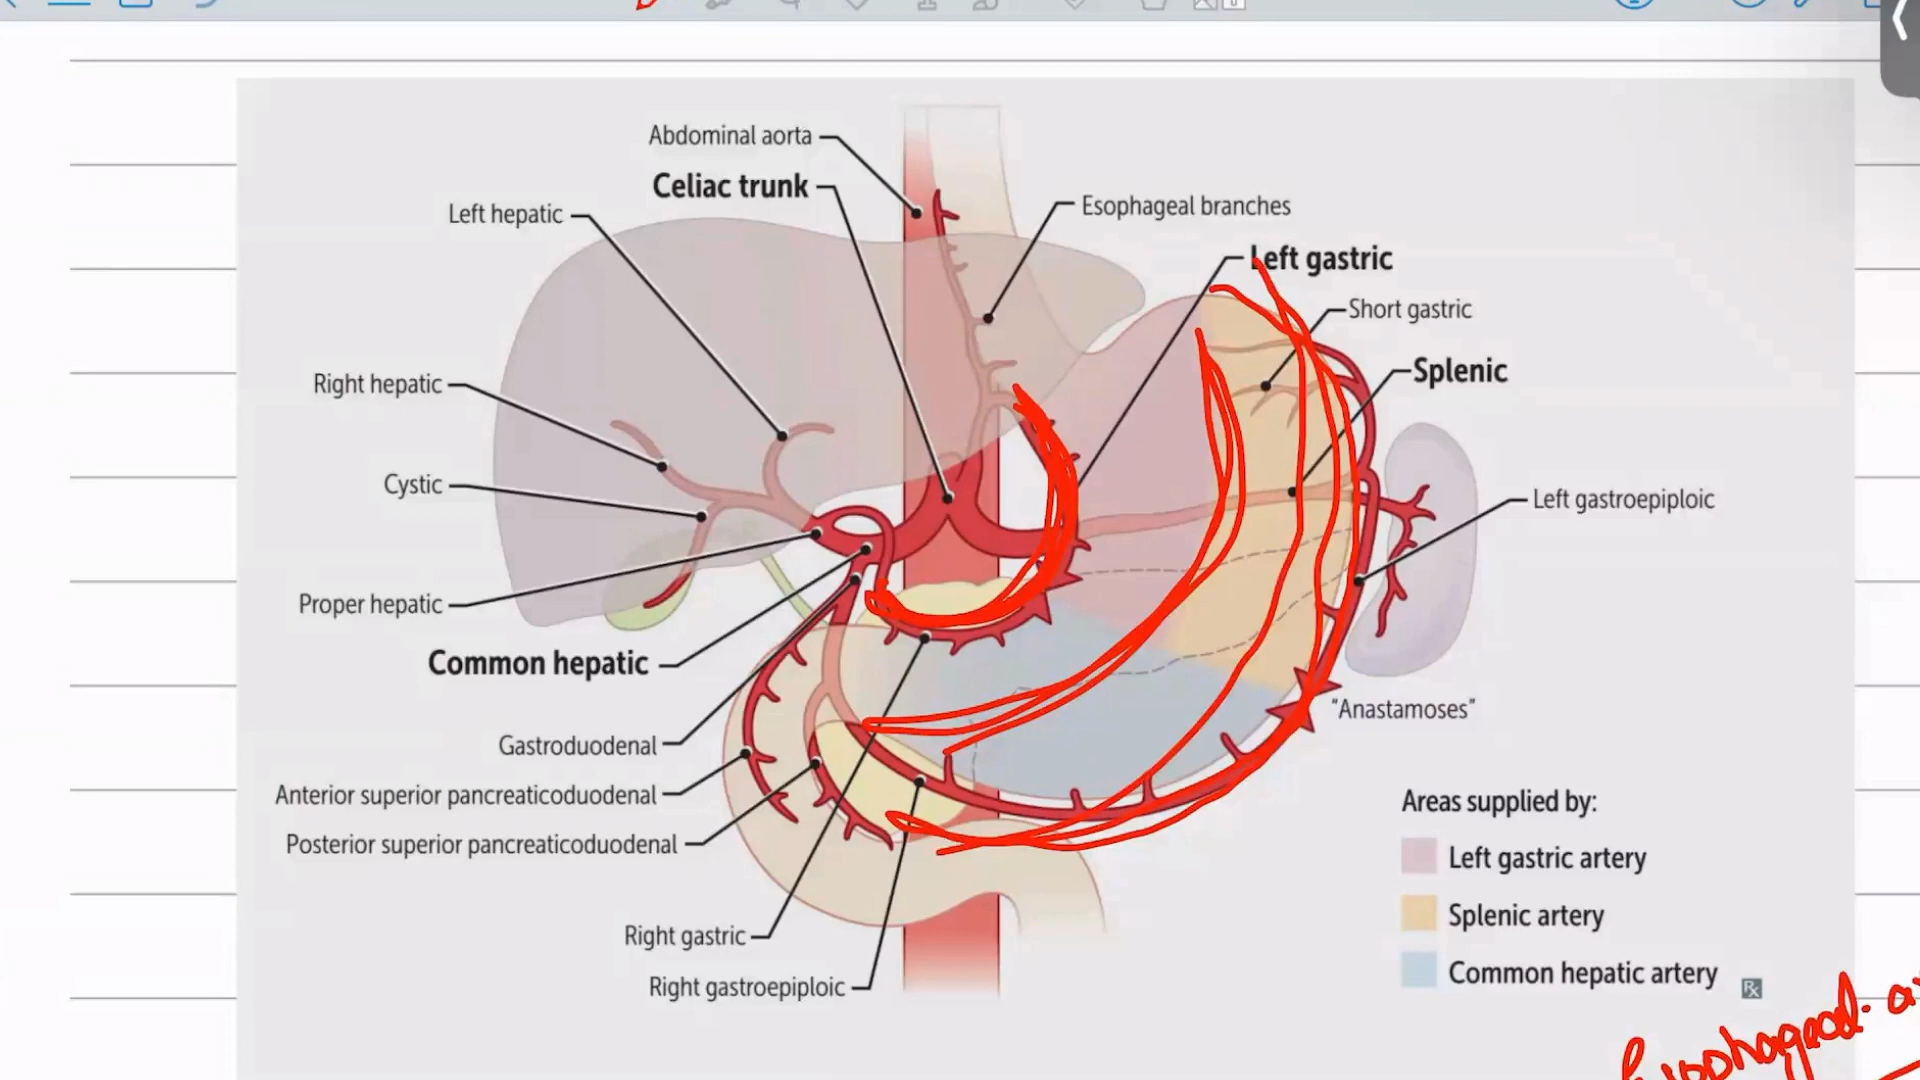 Abdominal aorta
Celiac trunk
Left hepatic
Esophageal branches
Left gastric
Short gastric
Splenic
Right hepatic
Cystic
Left gastroepiploic
Proper hepatic
Common hepatic
"Anastamoses"
Gastroduodenal
Anterior superior pancreaticoduodenal
Posterior superior pancreaticoduodenal
Right gastric
Right gastroepiploic
Areas supplied by:
Left gastric artery
Splenic artery
Common hepatic artery
Rx